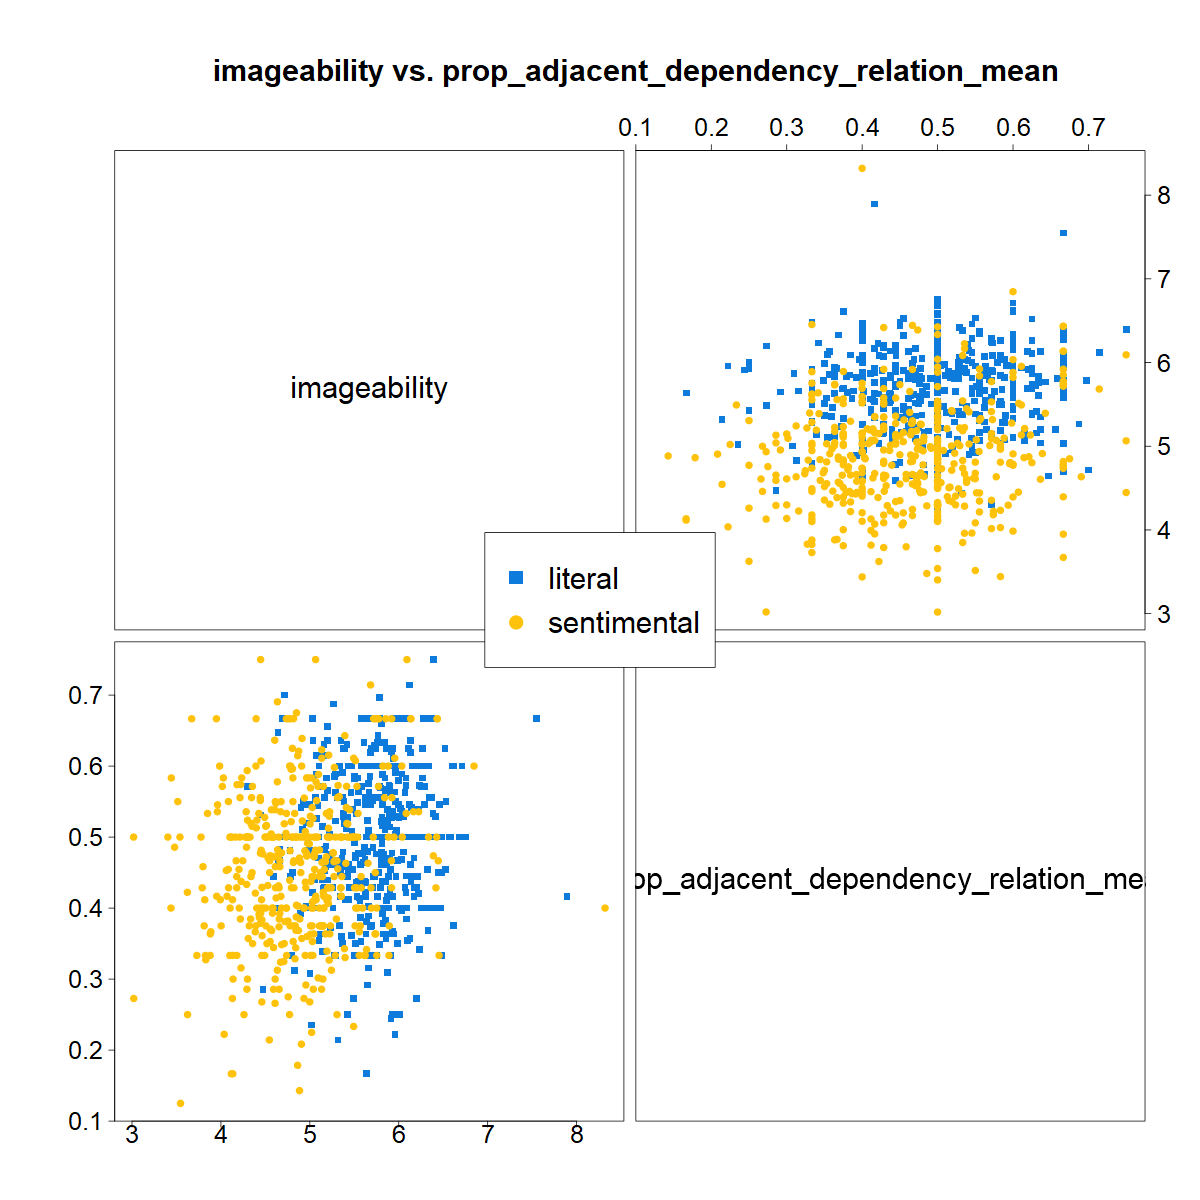 imageability vs. prop_adjacent_dependency_relation_mean
0.1 0.2 0.3 0.4 0.5 0.6 0.7
8
7
6
5
4
3
imageability
literal
sentimental
0.7
0.6
0.5
0.4
0.3
0.2
0.1
op_adjacent_dependency_relation_me
3 4 5 6 7 8